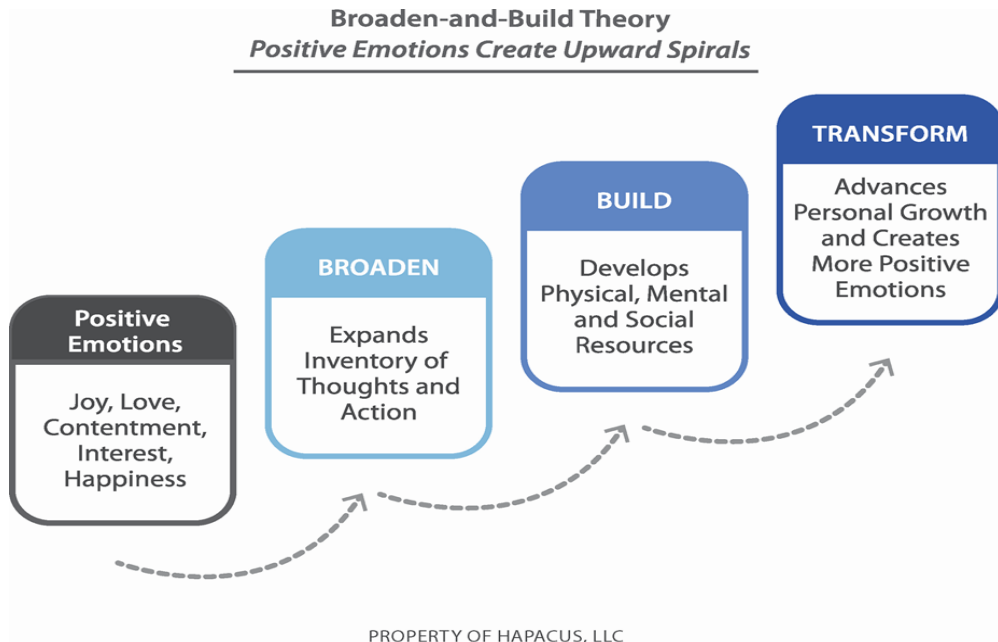 Broaden-and-Build Theory
Positive Emotions Create Upward Spirals
Positive
Emotions
Joy, Love,
Contentment,
Interest,
Happiness
BROADEN
Expands
Inventory of
Thoughts and
Action
BUILD
Develops
Physical, Mental
and Social
Resources
TRANSFORM
Advances
Personal Growth
and Creates
More Positive
Emotions
PROPERTY OF HAPACUS, LLC